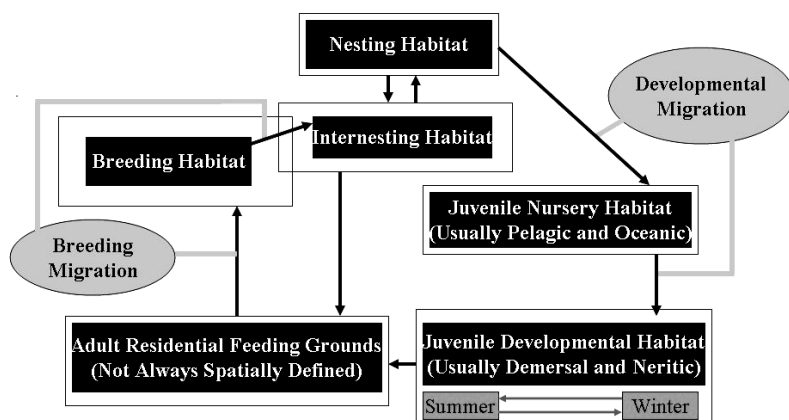 Nesting Habitat
Developmental
Migration
Internesting Habitat
Breeding Habitat
Juvenile Nursery Habitat
(Usually Pelagic and Oceanic)
Breeding
Migration
Adult Residential Feeding Grounds
(Not Always Spatially Defined)
Juvenile Developmental Habitat
(Usually Demersal and Neritic)
Summer
Winter